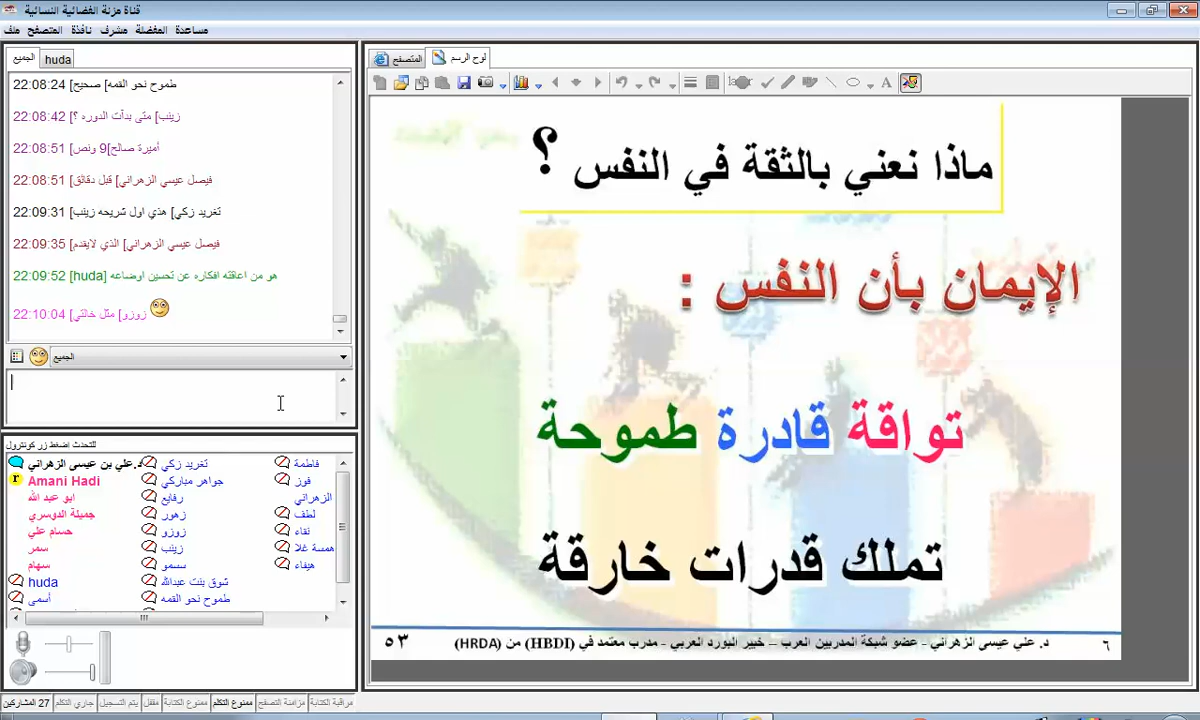 قناة مزنة الغضائية النسائية
ملف المتصفح نافذة مشرف المفضلة مساعدة
الجميع huda
22:08:24 [طموح نحو القمه] صحيح
22:08:42 [زينب] متى بدأت الدوره ؟
22:08:51 [أميرة صالح] 9 ونص
22:08:51 [فيصل عيسي الزهراني] قبل دقائق
22:09:31 [تغريد زكي] هذي اول شريحه زينب
22:09:35 [فيصل عيسي الزهراني] الذي لايقدم
22:09:52 [huda] هو من اعاقته افكاره عن تحسين اوضاعه
22:10:04 [زوزو] مثل خالتي
الجميع
للتحدث اضغط زر كونترول
د.علي بن عيسى الزهراني
Amani Hadi
ابو عبد الله
جميلة الدوسري
حسام علي
سمر
سهام
huda
أسمى
تغريد زكي
جواهر مباركي
رفايع
زهور
زوزو
زينب
سسمو
شوق بنت عبدالله
طموح نحو القمه
فاطمة
فوز
الزهراني
لطف
نقاء
همسة غلا
هيفاء
27 المشاركين
جاري التكلم
ممنوع التكلم
يتم التسجيل
مقفل
ممنوع الكتابة
مزامنة التصفح
مراقبة الكتابة
المتصفح
لوح الرسم
ماذا نعني بالثقة في النفس ؟
الإيمان بأن النفس :
تواقة قادرة طموحة
تملك قدرات خارقة
٦ د. علي عيسى الزهراني - عضو شبكة المدربين العرب – خبير البورد العربي - مدرب معتمد في (HBDI) من (HRDA) ٥٣